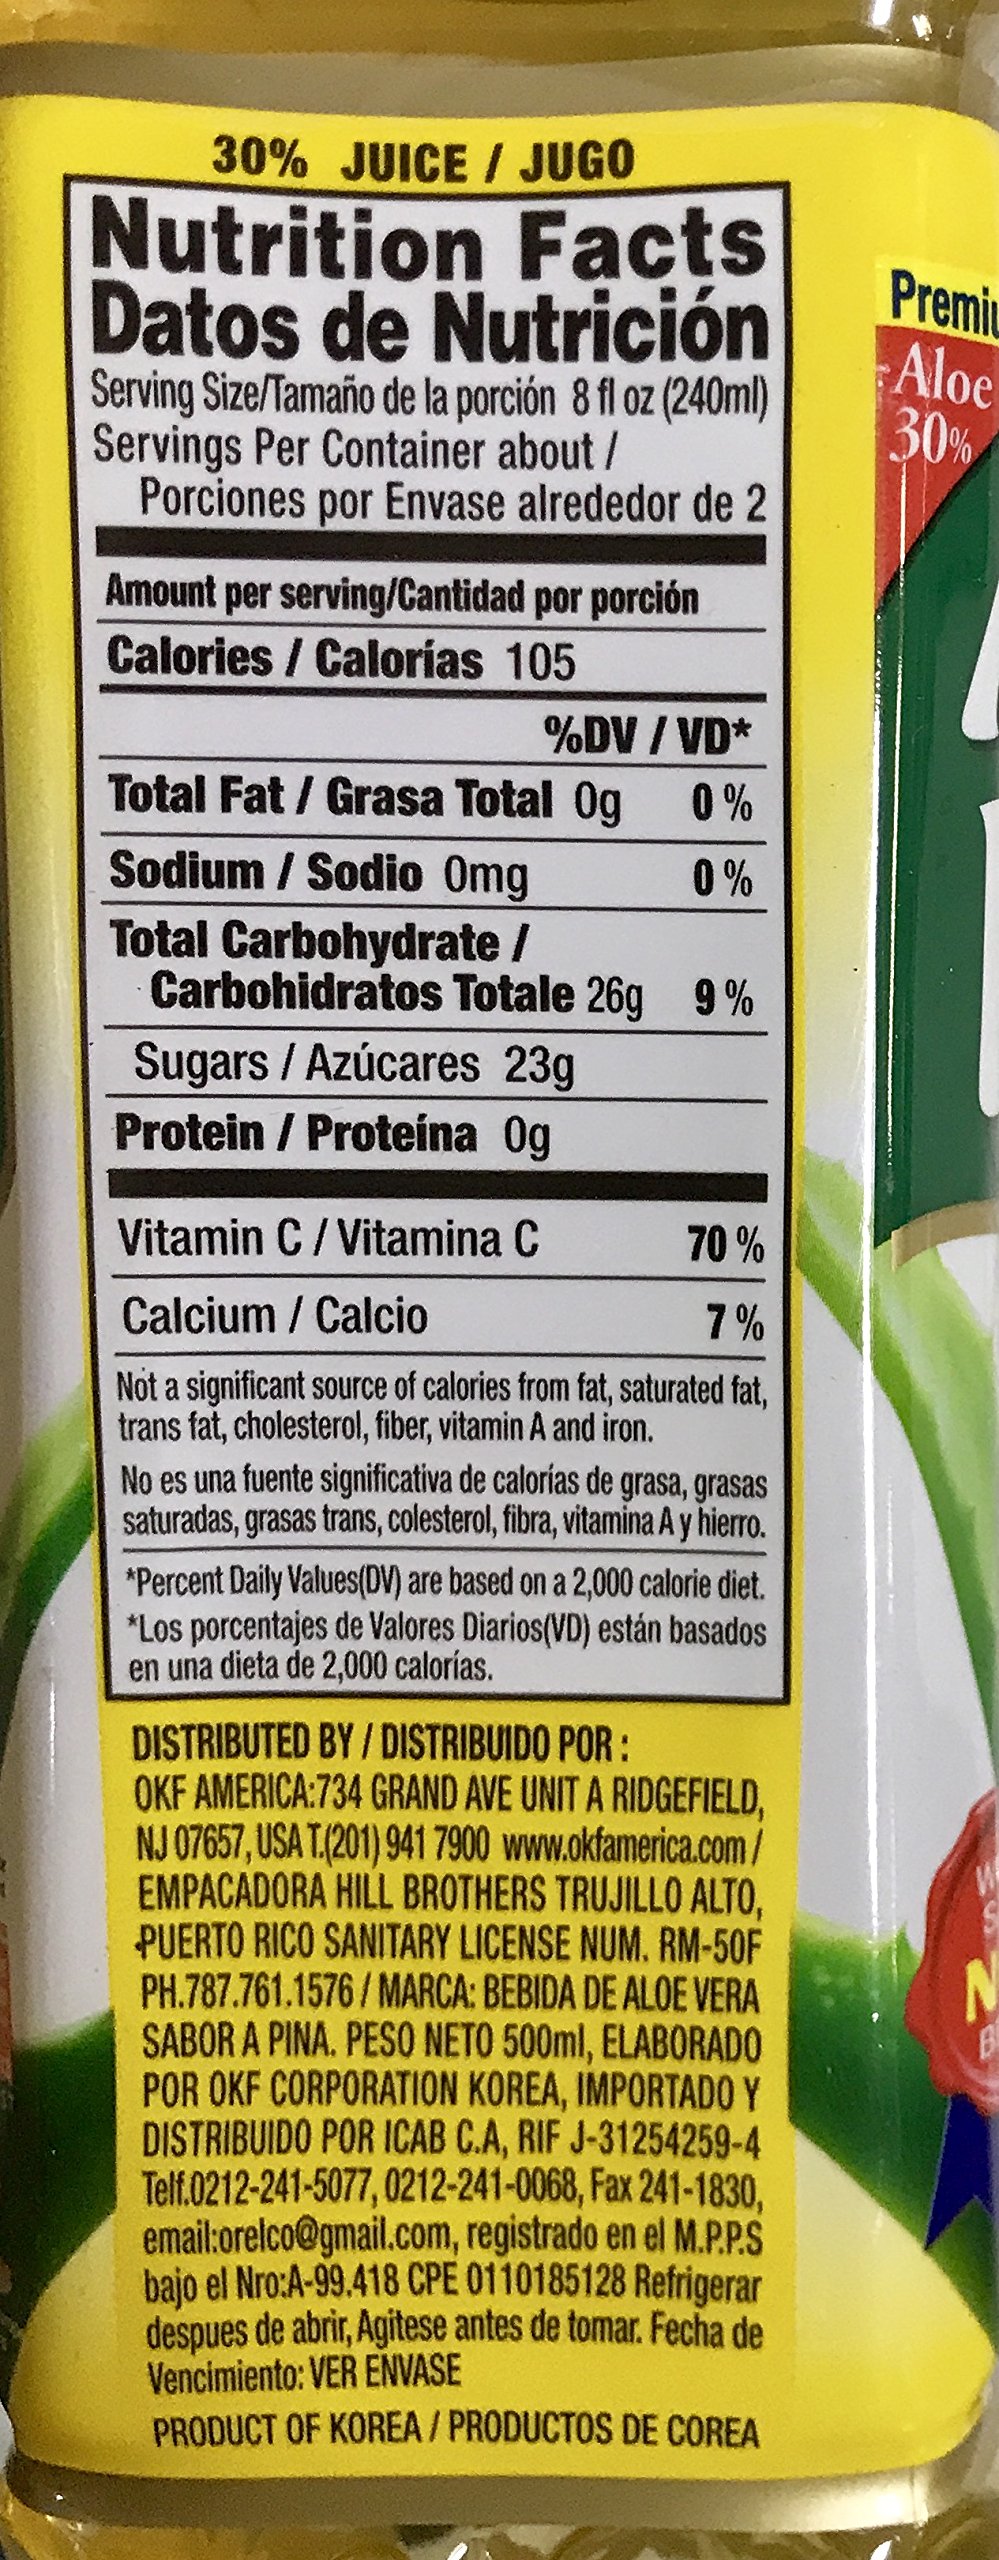 30% JUICE / JUGO
Nutrition Facts
Datos de Nutrición
Serving Size/Tamaño de la porción 8 fl oz (240ml)
Servings Per Container about /
Porciones por Envase alrededor de 2
Amount per serving/Cantidad por porción
Calories / Calorías 105
%DV / VD*
Total Fat / Grasa Total 0g 0 %
Sodium / Sodio 0mg 0 %
Total Carbohydrate /
Carbohidratos Totale 26g 9 %
Sugars / Azúcares 23g
Protein / Proteína 0g
Vitamin C / Vitamina C 70 %
Calcium / Calcio 7 %
Not a significant source of calories from fat, saturated fat,
trans fat, cholesterol, fiber, vitamin A and iron.
No es una fuente significativa de calorías de grasa, grasas
saturadas, grasas trans, colesterol, fibra, vitamina A y hierro.
*Percent Daily Values(DV) are based on a 2,000 calorie diet.
*Los porcentajes de Valores Diarios(VD) están basados
en una dieta de 2,000 calorías.
DISTRIBUTED BY / DISTRIBUIDO POR :
OKF AMERICA:734 GRAND AVE UNIT A RIDGEFIELD,
NJ 07657, USA T.(201) 941 7900 www.okfamerica.com /
EMPACADORA HILL BROTHERS TRUJILLO ALTO,
PUERTO RICO SANITARY LICENSE NUM. RM-50F
PH.787.761.1576 / MARCA: BEBIDA DE ALOE VERA
SABOR A PINA. PESO NETO 500ml, ELABORADO
POR OKF CORPORATION KOREA, IMPORTADO Y
DISTRIBUIDO POR ICAB C.A, RIF J-31254259-4
Telf.0212-241-5077, 0212-241-0068, Fax 241-1830,
email:orelco@gmail.com, registrado en el M.P.P.S
bajo el Nro:A-99.418 CPE 0110185128 Refrigerar
despues de abrir, Agitese antes de tomar. Fecha de
Vencimiento: VER ENVASE
PRODUCT OF KOREA / PRODUCTOS DE COREA
Aloe
30%